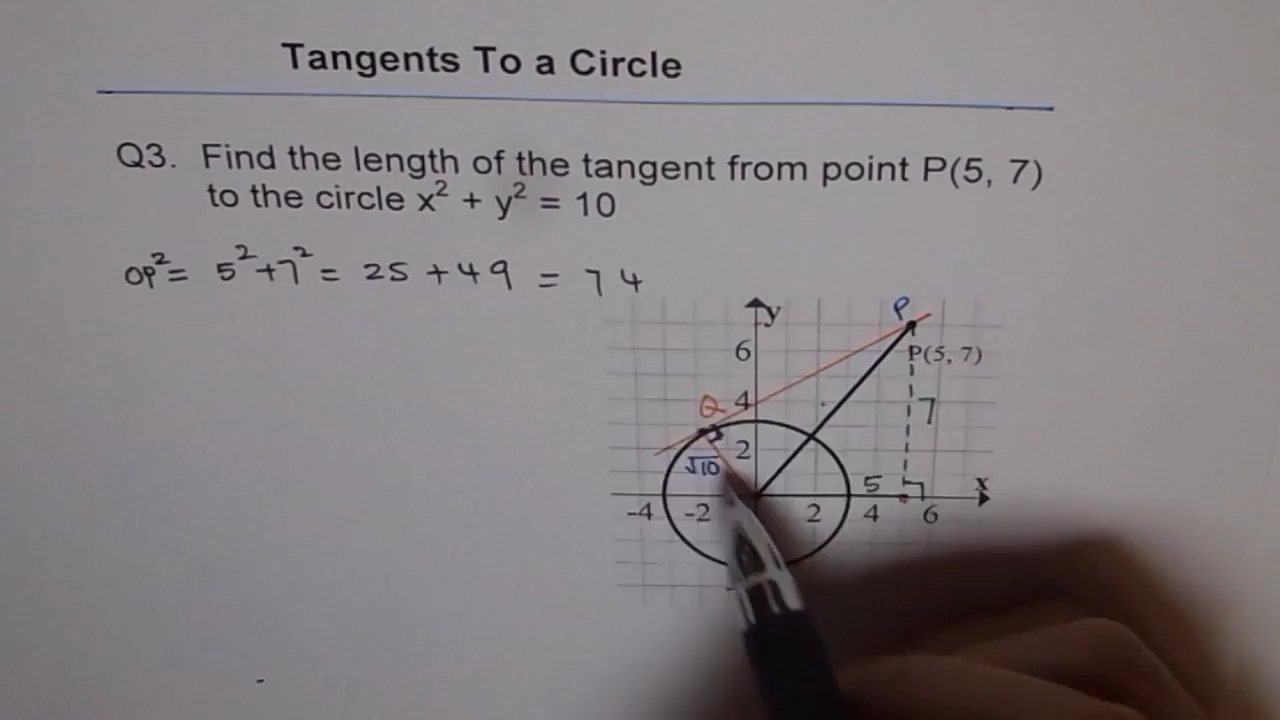 Tangents To a Circle
Q3. Find the length of the tangent from point P(5, 7)
to the circle x² + y² = 10
OP² = 5² + 7² = 25 + 49 = 74
y
P
6
P(5, 7)
Q
4
7
2
√10
5
x
-4 -2 2 4 6